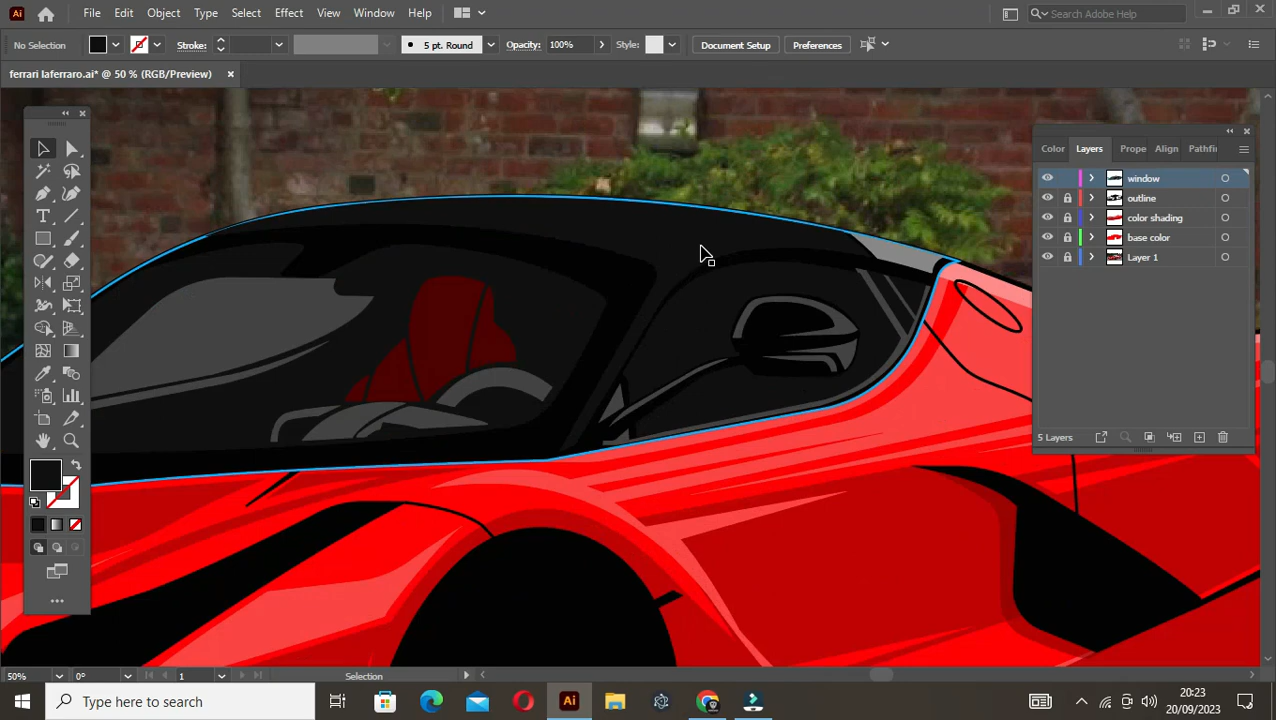 Ai File Edit Object Type Select Effect View Window Help Search Adobe Help
No Selection Stroke: 5 pt. Round Opacity: 100% Style: Document Setup Preferences
ferrari laferraro.ai* @ 50 % (RGB/Preview)
Color Layers Prope Align Pathfi
window
outline
color shading
base color
Layer 1
5 Layers
50% 0° 1 Selection
Type here to search
Ai
20:23
20/09/2023